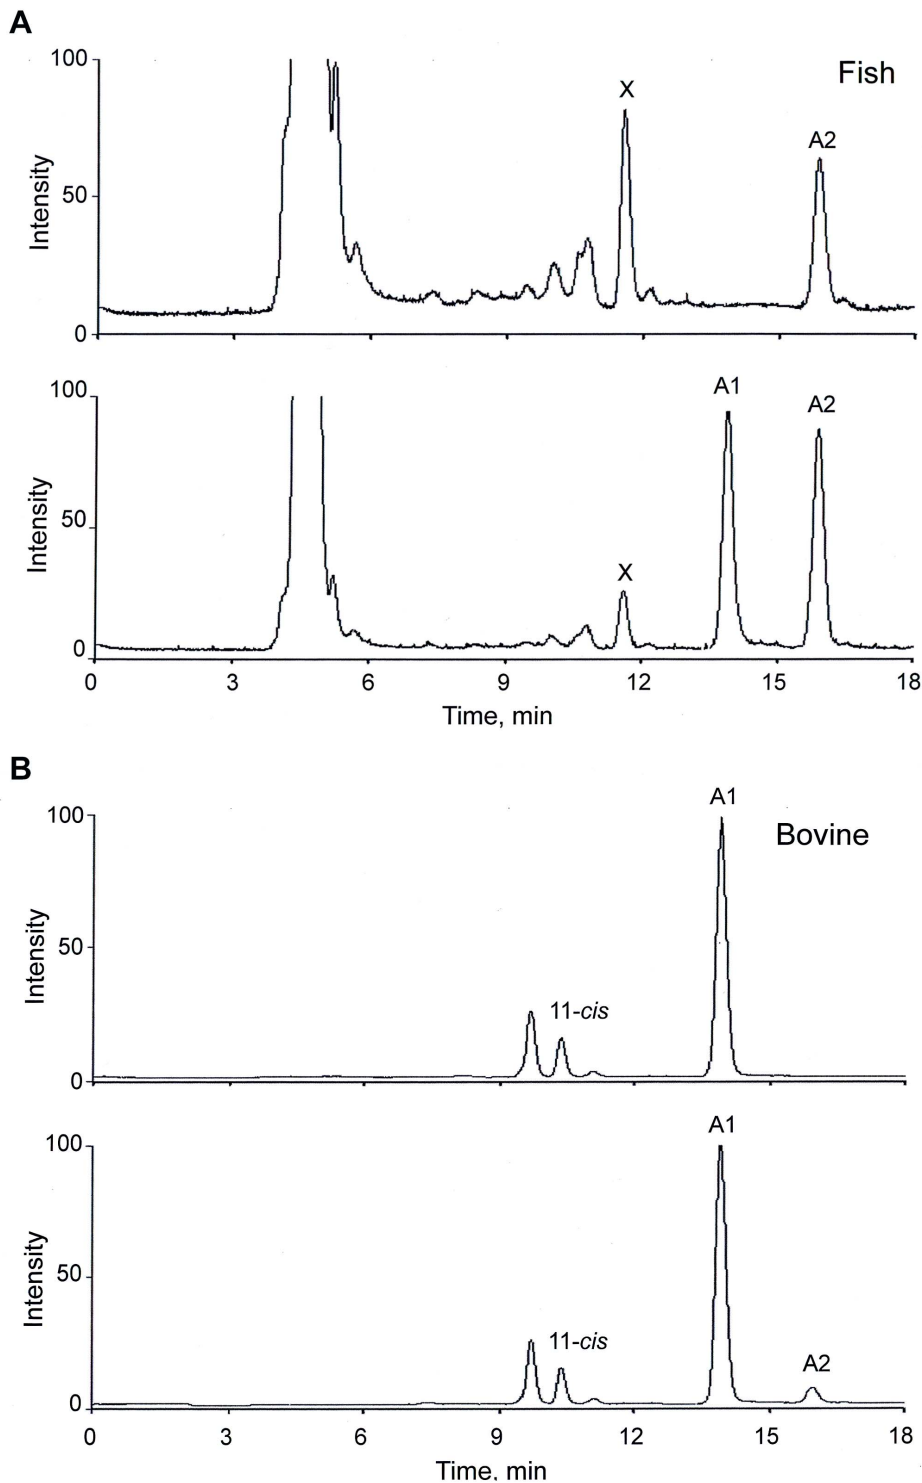 A
Fish
100
X
A2
50
Intensity
0
100
A1
A2
50
Intensity
X
0
0 3 6 9 12 15 18
Time, min
B
A1
100
Bovine
50
Intensity
11-cis
0
A1
100
50
Intensity
11-cis
A2
0
0 3 6 9 12 15 18
Time, min